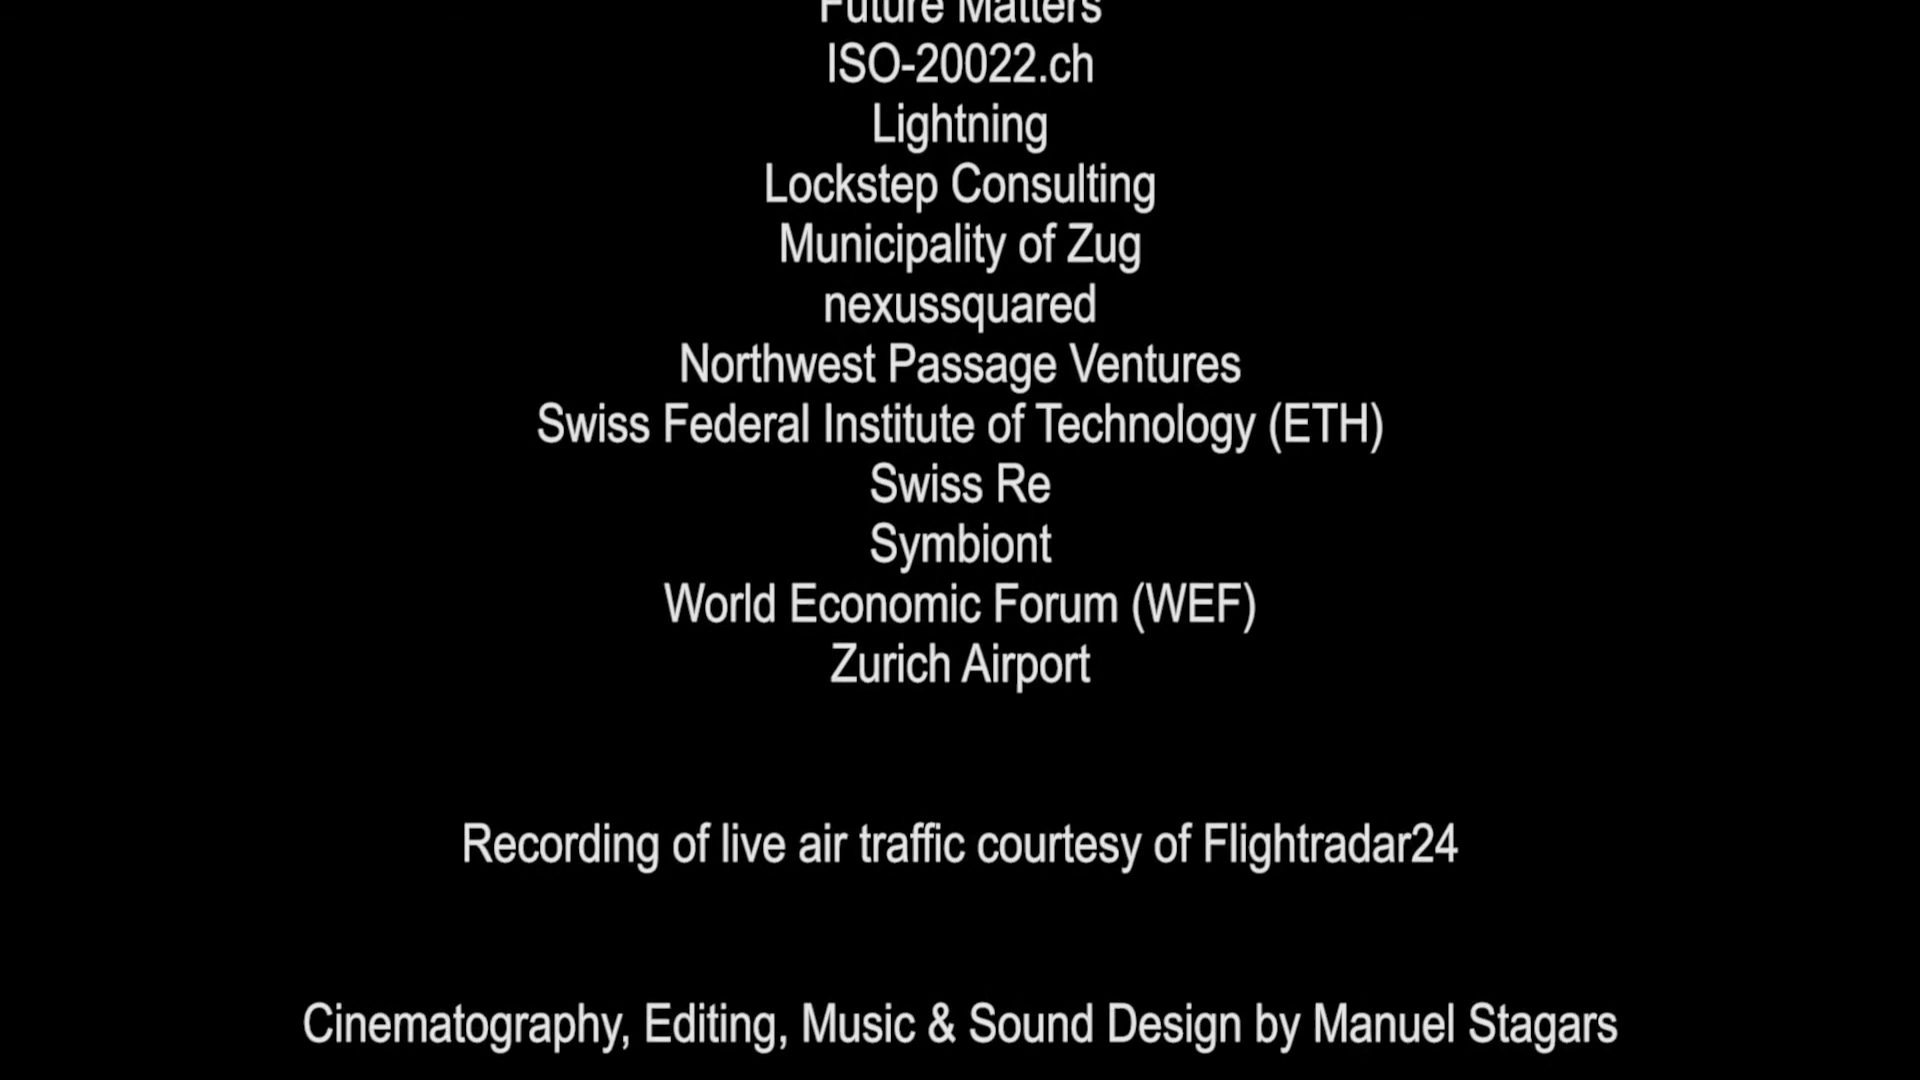 Future Matters
ISO-20022.ch
Lightning
Lockstep Consulting
Municipality of Zug
nexussquared
Northwest Passage Ventures
Swiss Federal Institute of Technology (ETH)
Swiss Re
Symbiont
World Economic Forum (WEF)
Zurich Airport
Recording of live air traffic courtesy of Flightradar24
Cinematography, Editing, Music & Sound Design by Manuel Stagars